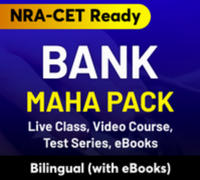 NRA-CET Ready
BANK
MAHA PACK
Live Class, Video Course,
Test Series, eBooks
Bilingual (with eBooks)